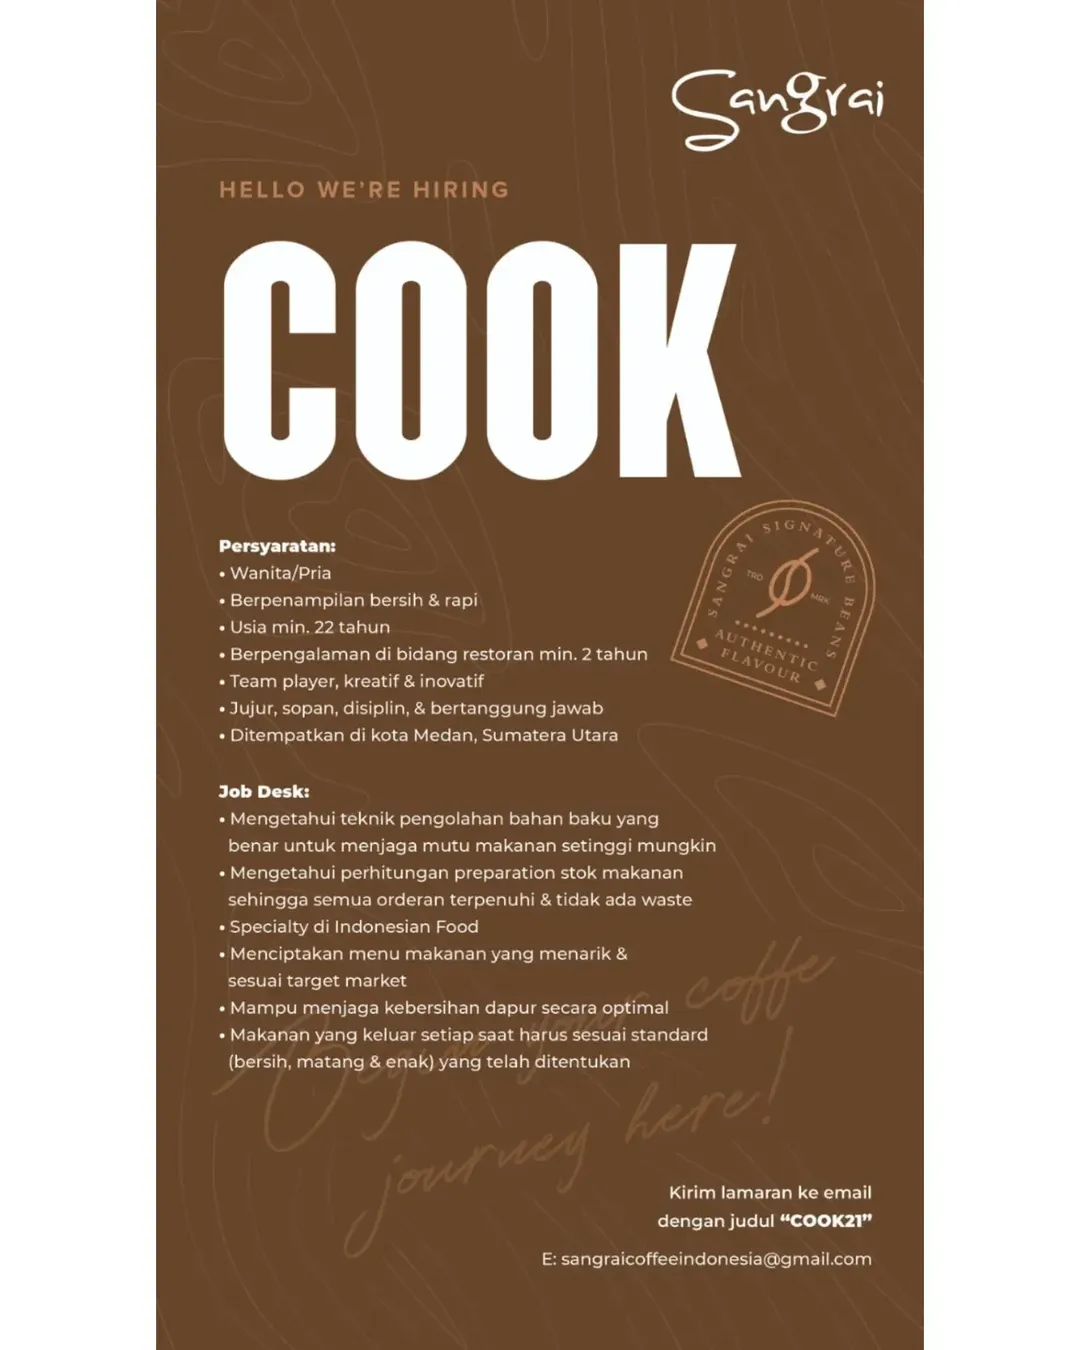 Sangrai
HELLO WE'RE HIRING
COOK
Persyaratan:
• Wanita/Pria
• Berpenampilan bersih & rapi
• Usia min. 22 tahun
• Berpengalaman di bidang restoran min. 2 tahun
• Team player, kreatif & inovatif
• Jujur, sopan, disiplin, & bertanggung jawab
• Ditempatkan di kota Medan, Sumatera Utara
SANGRAI SIGNATURE BEANS
TRD MRK
AUTHENTIC
FLAVOUR
Job Desk:
• Mengetahui teknik pengolahan bahan baku yang
benar untuk menjaga mutu makanan setinggi mungkin
• Mengetahui perhitungan preparation stok makanan
sehingga semua orderan terpenuhi & tidak ada waste
• Specialty di Indonesian Food
• Menciptakan menu makanan yang menarik &
sesuai target market
• Mampu menjaga kebersihan dapur secara optimal
• Makanan yang keluar setiap saat harus sesuai standard
(bersih, matang & enak) yang telah ditentukan
Begin your coffe
journey here!
Kirim lamaran ke email
dengan judul “COOK21”
E: sangraicoffeeindonesia@gmail.com